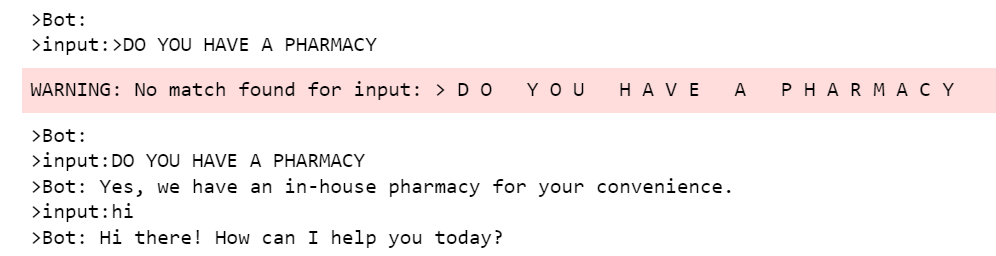 >Bot:
>input:>DO YOU HAVE A PHARMACY
WARNING: No match found for input: > D O   Y O U   H A V E   A   P H A R M A C Y
>Bot:
>input:DO YOU HAVE A PHARMACY
>Bot: Yes, we have an in-house pharmacy for your convenience.
>input:hi
>Bot: Hi there! How can I help you today?